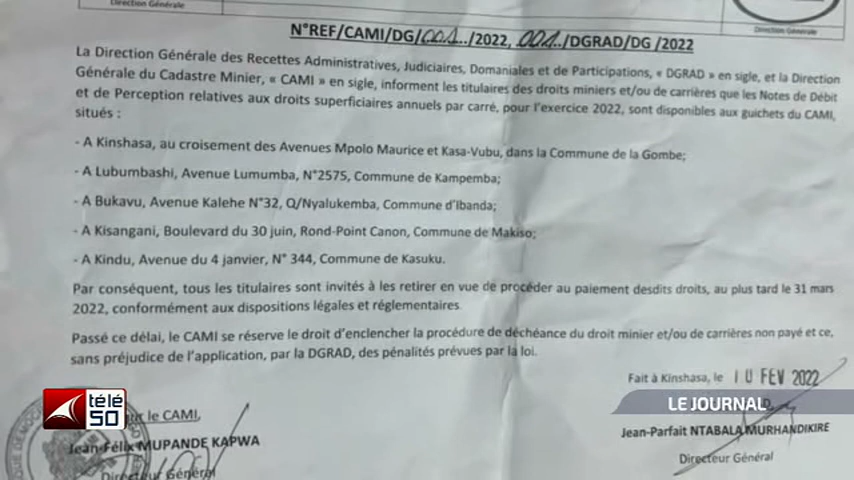 Direction Générale
Direction Générale
N°REF/CAMI/DG/001../2022, 001../DGRAD/DG /2022
La Direction Générale des Recettes Administratives, Judiciaires, Domaniales et de Participations, « DGRAD » en sigle, et la Direction
Générale du Cadastre Minier, « CAMI » en sigle, informent les titulaires des droits miniers et/ou de carrières que les Notes de Débit
et de Perception relatives aux droits superficiaires annuels par carré, pour l'exercice 2022, sont disponibles aux guichets du CAMI,
situés :
- A Kinshasa, au croisement des Avenues Mpolo Maurice et Kasa-Vubu, dans la Commune de la Gombe;
- A Lubumbashi, Avenue Lumumba, N°2575, Commune de Kampemba;
- A Bukavu, Avenue Kalehe N°32, Q/Nyalukemba, Commune d'Ibanda;
- A Kisangani, Boulevard du 30 juin, Rond-Point Canon, Commune de Makiso;
- A Kindu, Avenue du 4 janvier, N° 344, Commune de Kasuku.
Par conséquent, tous les titulaires sont invités à les retirer en vue de procéder au paiement desdits droits, au plus tard le 31 mars
2022, conformément aux dispositions légales et réglementaires.
Passé ce délai, le CAMI se réserve le droit d'enclencher la procédure de déchéance du droit minier et/ou de carrières non payé et ce,
sans préjudice de l'application, par la DGRAD, des pénalités prévues par la loi.
Fait à Kinshasa, le 10 FEV 2022
télé
50
LE JOURNAL
le CAMI,
Jean-Félix MUPANDE KAPWA
Directeur Général
Jean-Parfait NTABALA MURHANDIKIRE
Directeur Général